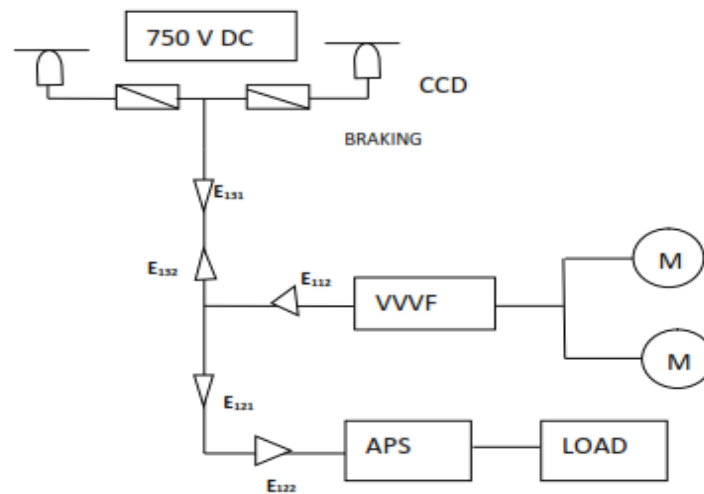 750 V DC
CCD
BRAKING
E₁₃₁
E₁₃₂
E₁₁₂
VVVF
M
M
E₁₂₁
APS
LOAD
E₁₂₂